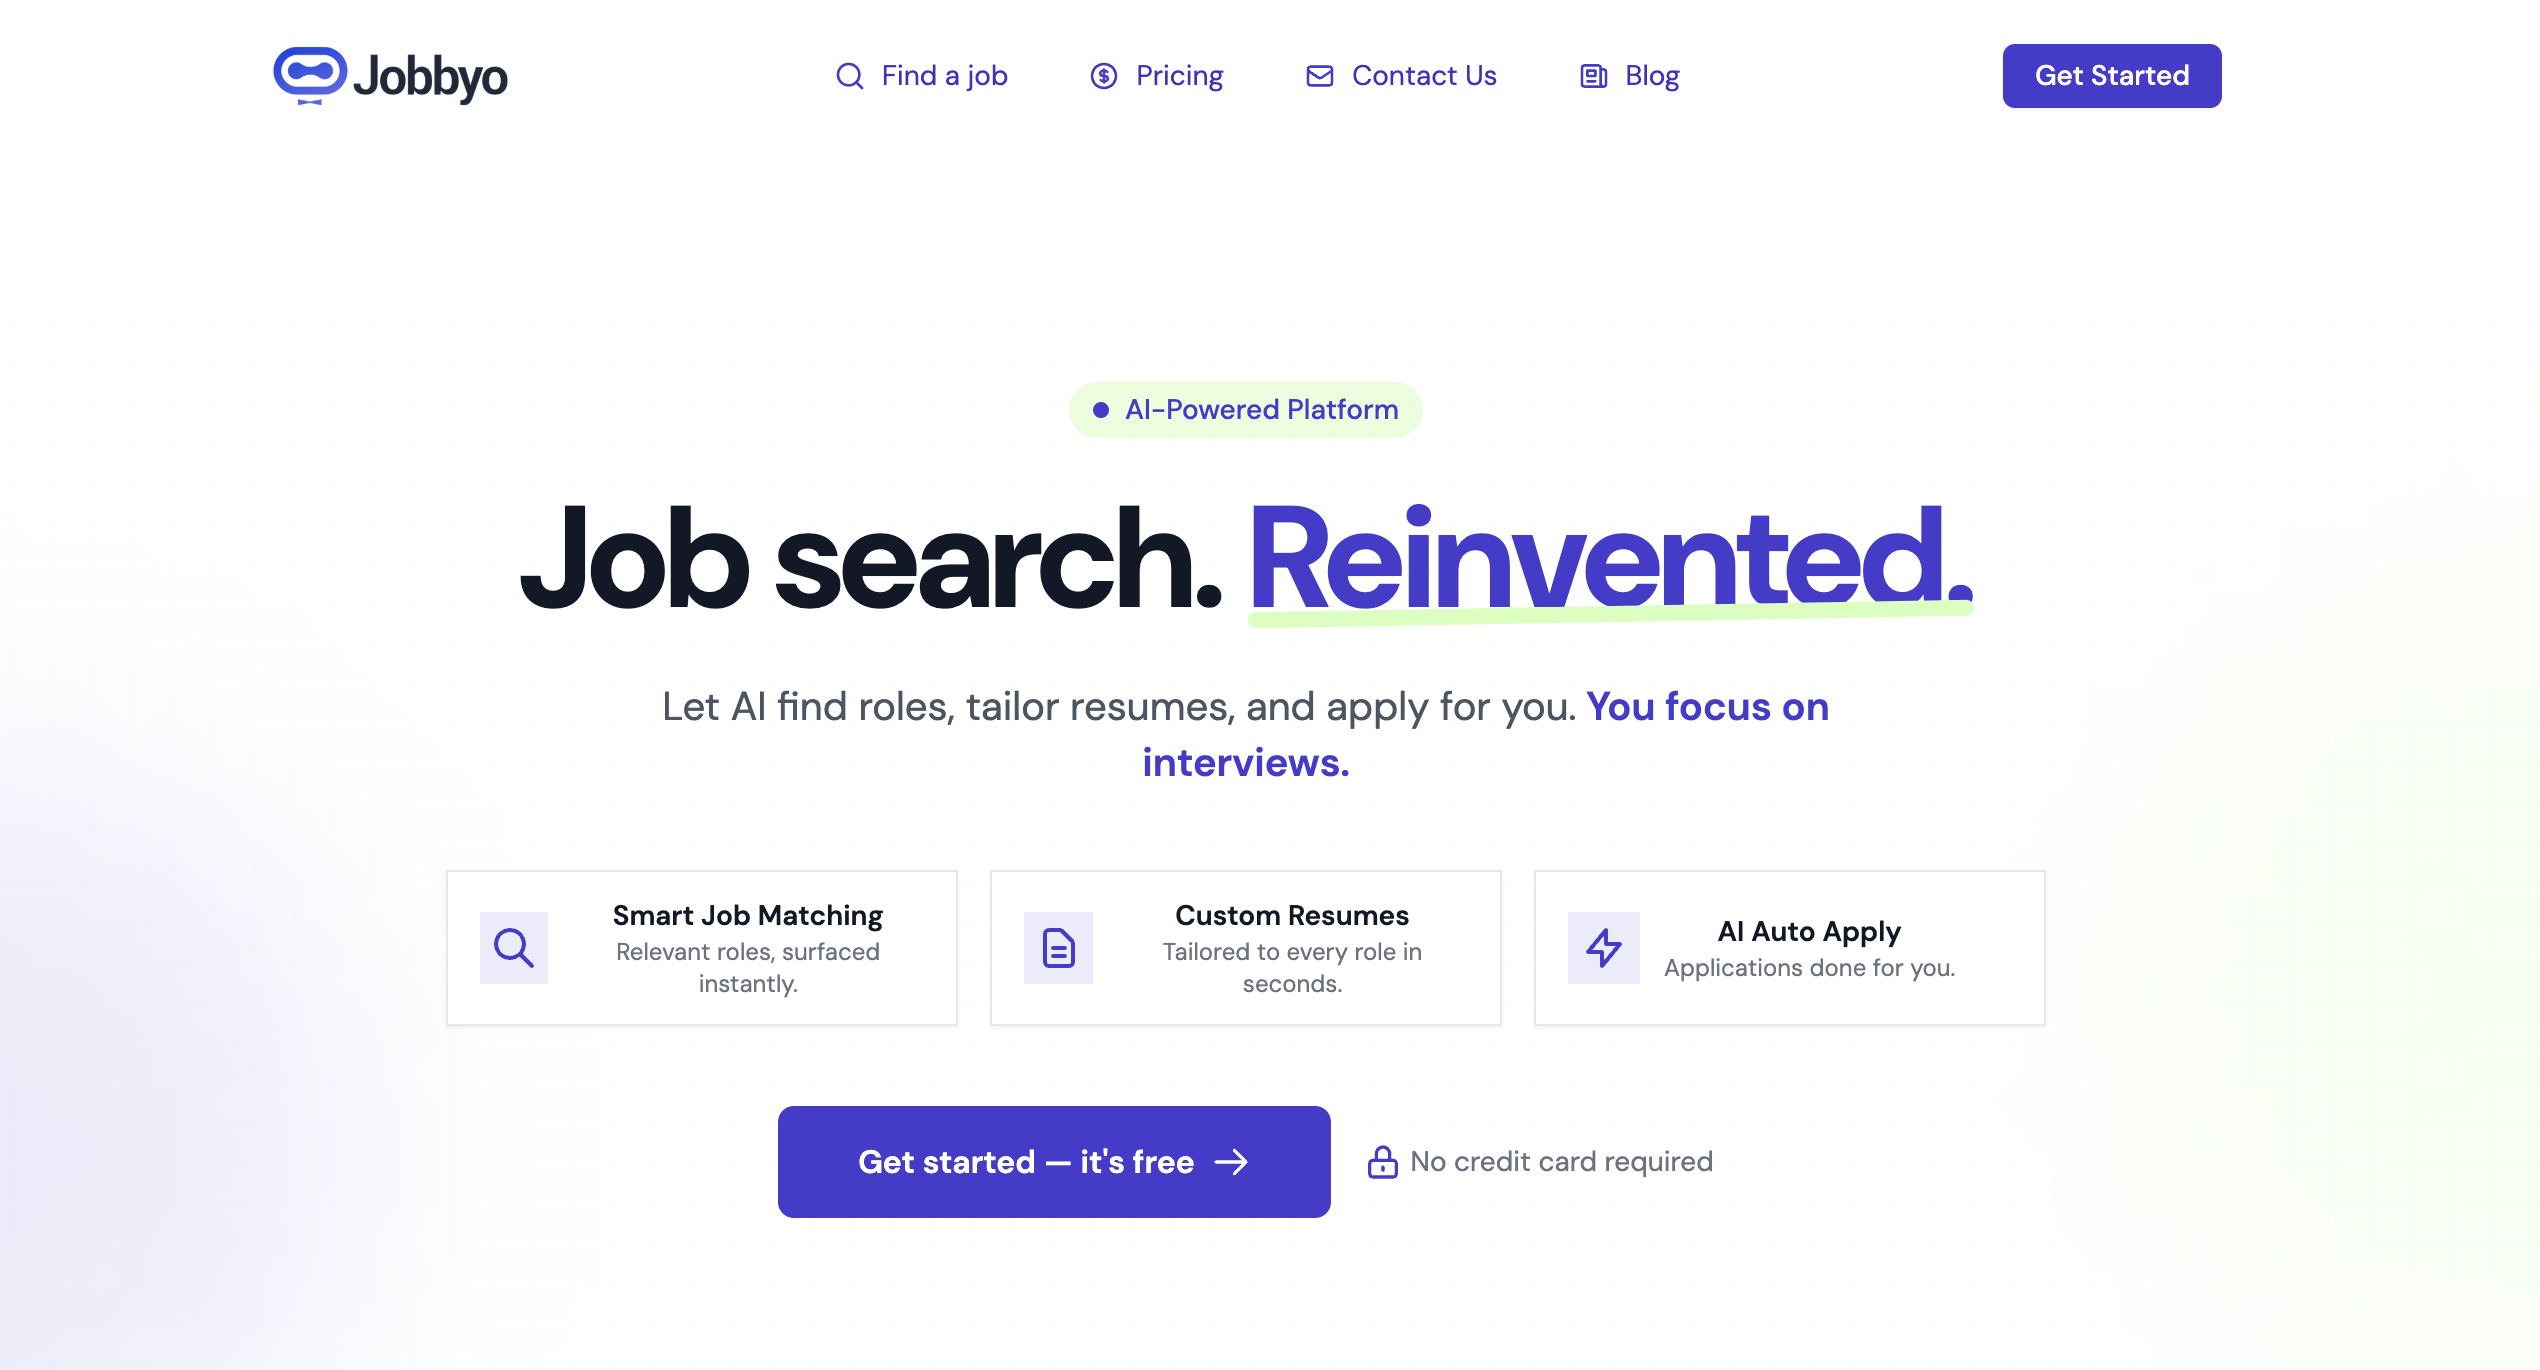 Jobbyo
Find a job
Pricing
Contact Us
Blog
Get Started
AI-Powered Platform
Job search. Reinvented.
Let AI find roles, tailor resumes, and apply for you. You focus on
interviews.
Smart Job Matching
Relevant roles, surfaced
instantly.
Custom Resumes
Tailored to every role in
seconds.
AI Auto Apply
Applications done for you.
Get started — it's free
No credit card required